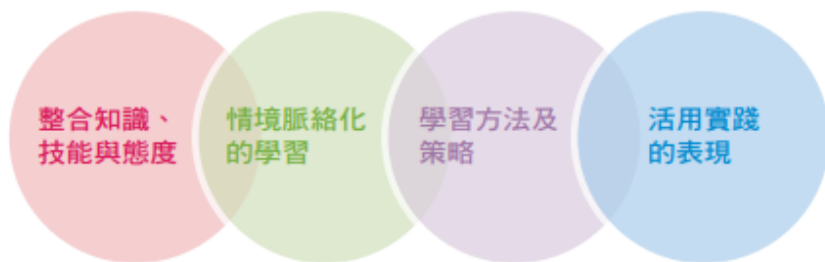 整合知識、
技能與態度
情境脈絡化
的學習
學習方法及
策略
活用實踐
的表現